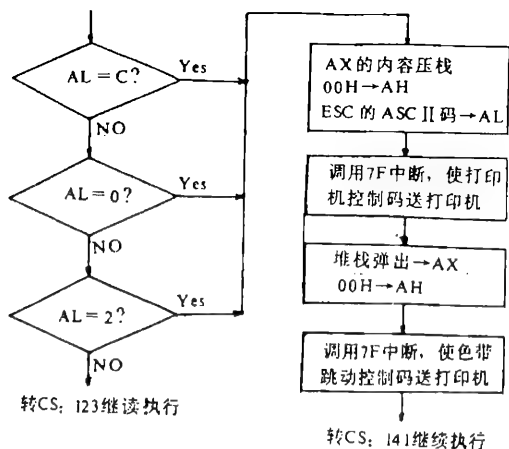 AL=C?
Yes
NO
AL=0?
Yes
NO
AL=2?
Yes
NO
转CS：123继读执行
AX的内容压栈
00H→AH
ESC的ASCⅡ码→AL
调用7F中断，使打印
机控制码送打印机
堆栈弹出→AX
00H→AH
调用7F中断，使色带
跳动控制码送打印机
转CS：141继续执行